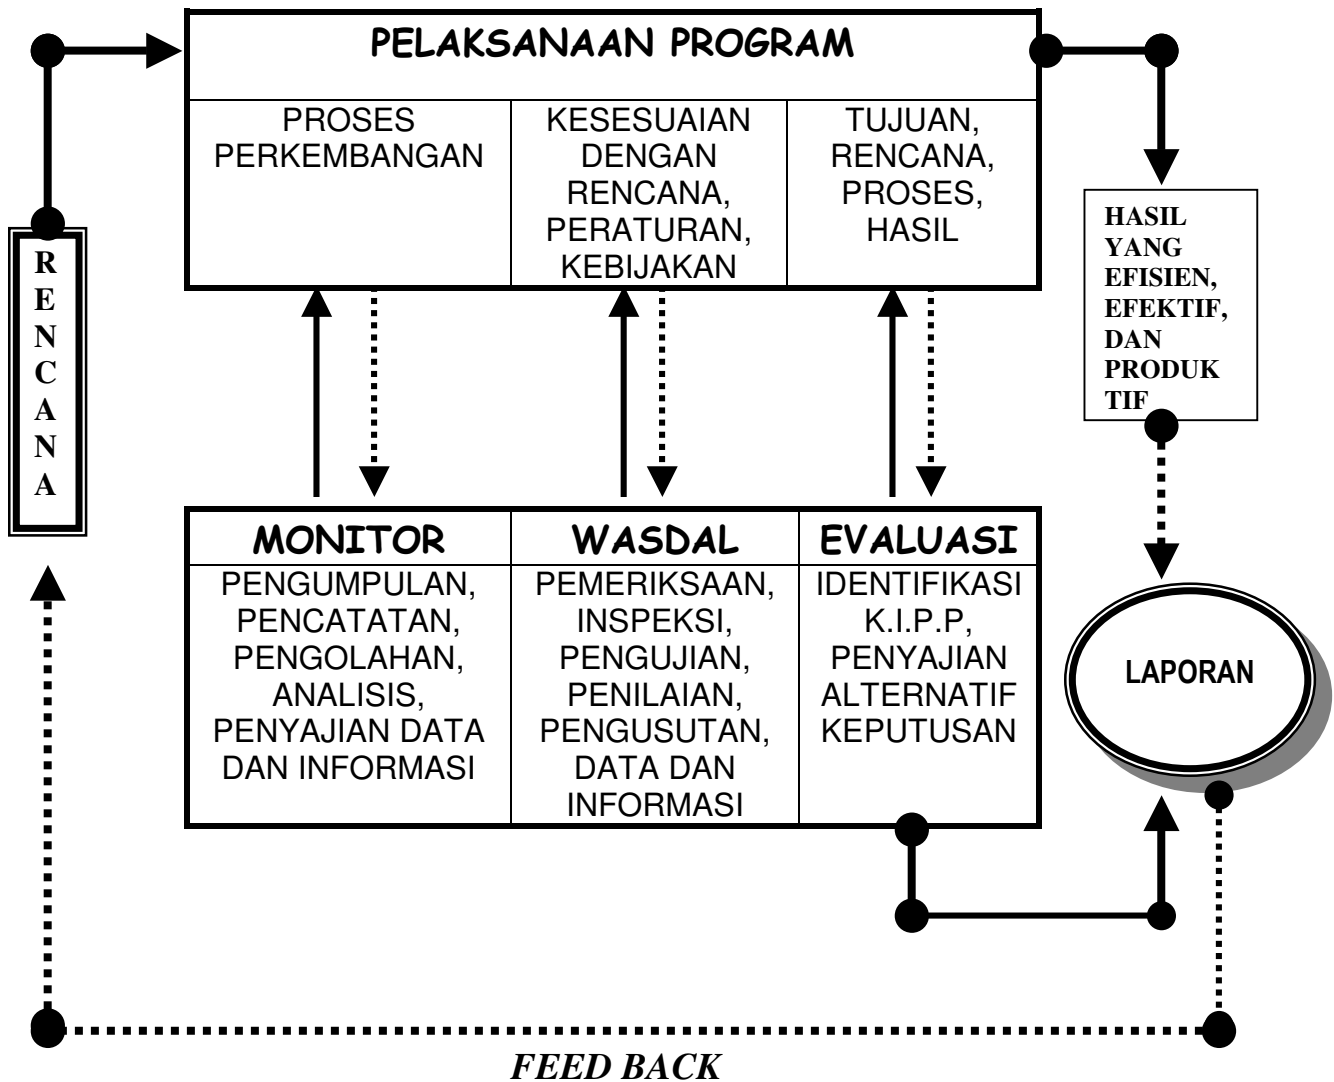 PELAKSANAAN PROGRAM
PROSES
PERKEMBANGAN
KESESUAIAN
DENGAN
RENCANA,
PERATURAN,
KEBIJAKAN
TUJUAN,
RENCANA,
PROSES,
HASIL
R
E
N
C
A
N
A
HASIL
YANG
EFISIEN,
EFEKTIF,
DAN
PRODUK
TIF
MONITOR
PENGUMPULAN,
PENCATATAN,
PENGOLAHAN,
ANALISIS,
PENYAJIAN DATA
DAN INFORMASI
WASDAL
PEMERIKSAAN,
INSPEKSI,
PENGUJIAN,
PENILAIAN,
PENGUSUTAN,
DATA DAN
INFORMASI
EVALUASI
IDENTIFIKASI
K.I.P.P,
PENYAJIAN
ALTERNATIF
KEPUTUSAN
LAPORAN
FEED BACK